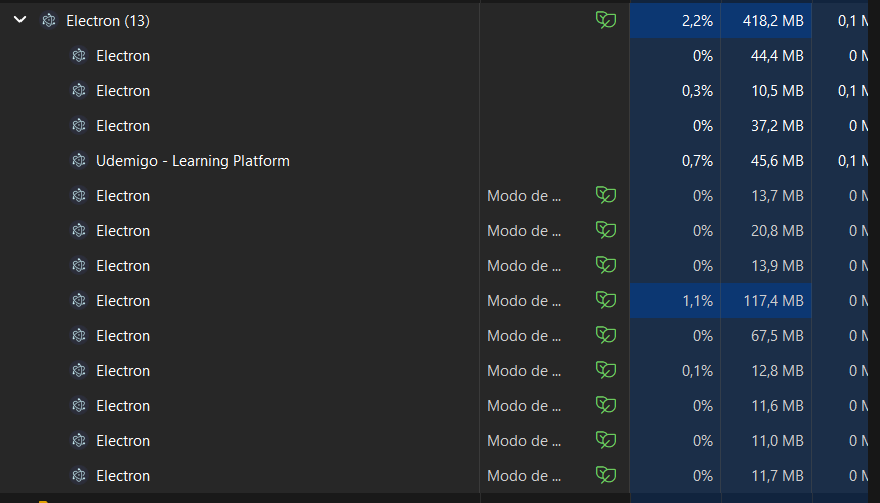 Electron (13) 2,2% 418,2 MB 0,1 M
Electron 0% 44,4 MB 0 M
Electron 0,3% 10,5 MB 0,1 M
Electron 0% 37,2 MB 0 M
Udemigo - Learning Platform 0,7% 45,6 MB 0,1 M
Electron Modo de ... 0% 13,7 MB 0 M
Electron Modo de ... 0% 20,8 MB 0 M
Electron Modo de ... 0% 13,9 MB 0 M
Electron Modo de ... 1,1% 117,4 MB 0 M
Electron Modo de ... 0% 67,5 MB 0 M
Electron Modo de ... 0,1% 12,8 MB 0 M
Electron Modo de ... 0% 11,6 MB 0 M
Electron Modo de ... 0% 11,0 MB 0 M
Electron Modo de ... 0% 11,7 MB 0 M